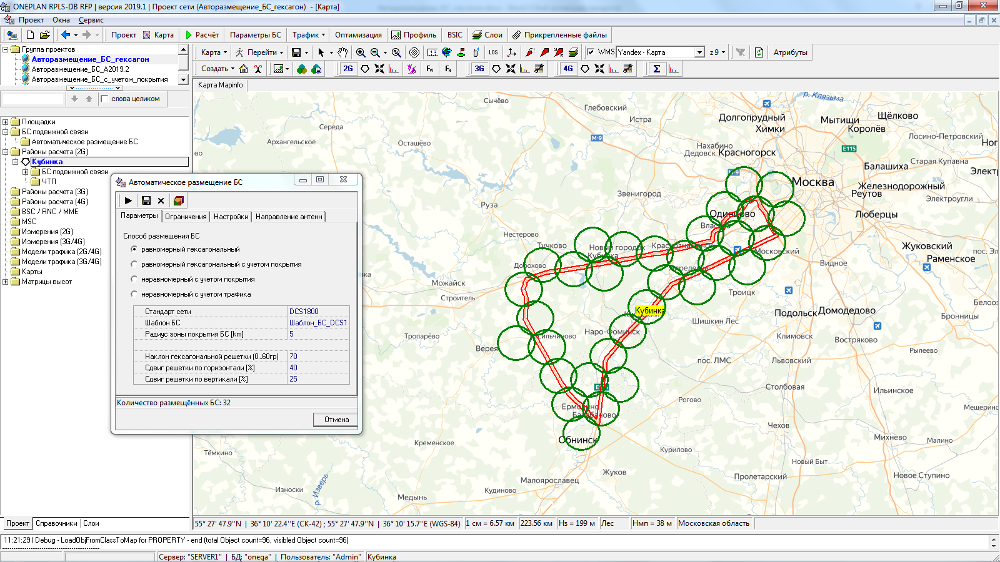 ONEPLAN RPLS-DB RFP | версия 2019.1 | Проект сети (Авторазмещение_БС_гексагон) - [Карта]
Проект Окна Сервис
Проект Карта Расчёт Параметры БС Трафик Оптимизация Профиль BSIC Слои Прикрепленные файлы
Группа проектов
Авторазмещение_БС_гексагон
Авторазмещение_БС_А2019.2
Авторазмещение_БС_с_учетом_покрытия
Карта Перейти LOS WMS Yandex - Карта z 9 Атрибуты
Создать 2G 3G 4G Σ
Карта Mapinfo
слова целиком
Площадки
БС подвижной связи
Автоматическое размещение БС
Районы расчета (2G)
Кубинка
БС подвижной связи
ЧТП
Районы расчета (3G)
Районы расчета (4G)
BSC / RNC / MME
MSC
Измерения (2G)
Измерения (3G/4G)
Модели трафика (2G/4G)
Модели трафика (3G/4G)
Карты
Матрицы высот
Автоматическое размещение БС
Параметры Ограничения Настройки Направление антенн
Способ размещения БС
равномерный гексагональный
равномерный гексагональный с учетом покрытия
неравномерный с учетом покрытия
неравномерный с учетом трафика
Стандарт сети DCS1800
Шаблон БС Шаблон_БС_DCS1
Радиус зоны покрытия БС [km] 5
Наклон гексагональной решетки (0..60гр) 70
Сдвиг решетки по горизонтали [%] 40
Сдвиг решетки по вертикали [%] 25
Количество размещённых БС: 32
Отмена
Сычёво
Глебовский
Истра
р. Клязьма
Долгопрудный
Химки
Мытищи
Щёлково
Королёв
Лосино-Петровский
Середа
Архангельское
Осташёво
М-9
Нахабино
Дедовск
Красногорск
Е115
Балашиха
Старая Купавна
Москва
Железнодорожный
Реутов
Электроугли
Люберцы
Звенигород
Руза
Одинцово
Нестерово
Тучково
Новый городок
Кубинка
Дорохово
Московский
Видное
Жуковский
Раменское
Можайск
Строитель
Троицк
Подольск
Домодедово
Бронницы
Кубинка
Шишкин Лес
Наро-Фоминск
Тропарёво
Верея
Климовск
Востряково
Рылеево
пос. ЛМС
Львовский
Столбовая
Ильинское
Рогово
Чехов
Михнево
Малино
Обнинск
Кременское
Тёмкино
Курилово
Новый Быт
Жуков
Малоярославец
Пролетарский
Новое Ступино
Износки
р. Изверь
Кудиново
Медынь
Проект Справочники Слои
55° 27' 47.9''N | 36° 10' 22.4''E (СК-42) ; 55° 27' 47.9''N | 36° 10' 15.7''E (WGS-84) 1 см = 6.57 км 223.56 км Нз = 199 м Лес Нмп = 38 м Московская область
11:21:29 | Debug - LoadObjFromClassToMap for PROPERTY - end (total Object count=96, visibled Object count=96)
Сервер: "SERVER1" | БД: "onega" | Пользователь: "Admin" Кубинка